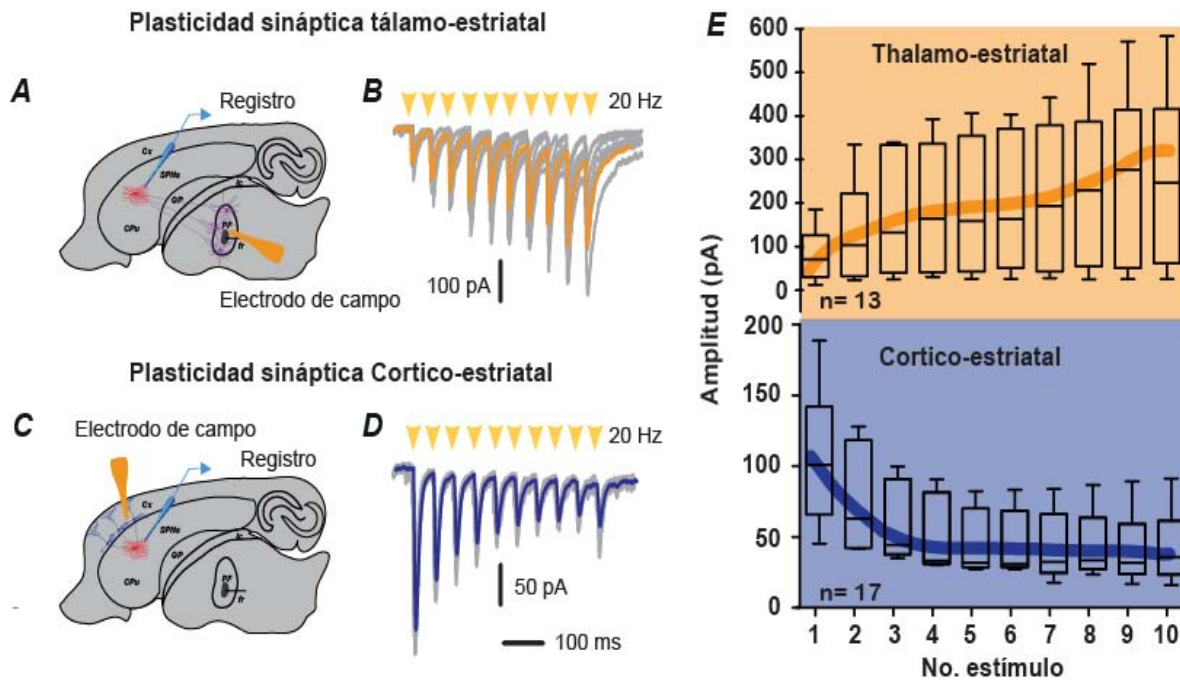 Plasticidad sináptica tálamo-estriatal
A
Registro
Cx
SPNs
GP
ic
CPu
PF
fr
Electrodo de campo
B
20 Hz
100 pA
Plasticidad sináptica Cortico-estriatal
C
Electrodo de campo
Registro
Cx
SPNs
GP
ic
CPu
PF
fr
D
20 Hz
50 pA
100 ms
E
Amplitud (pA)
600
500
400
300
200
100
0
Thalamo-estriatal
n= 13
200
150
100
50
0
Cortico-estriatal
n= 17
1 2 3 4 5 6 7 8 9 10
No. estímulo